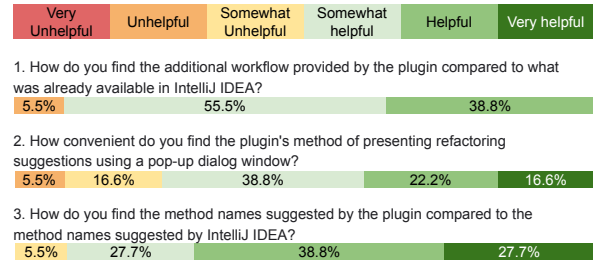 Very Unhelpful Unhelpful Somewhat Unhelpful Somewhat helpful Helpful Very helpful
1. How do you find the additional workflow provided by the plugin compared to what
was already available in IntelliJ IDEA?
5.5% 55.5% 38.8%
2. How convenient do you find the plugin's method of presenting refactoring
suggestions using a pop-up dialog window?
5.5% 16.6% 38.8% 22.2% 16.6%
3. How do you find the method names suggested by the plugin compared to the
method names suggested by IntelliJ IDEA?
5.5% 27.7% 38.8% 27.7%